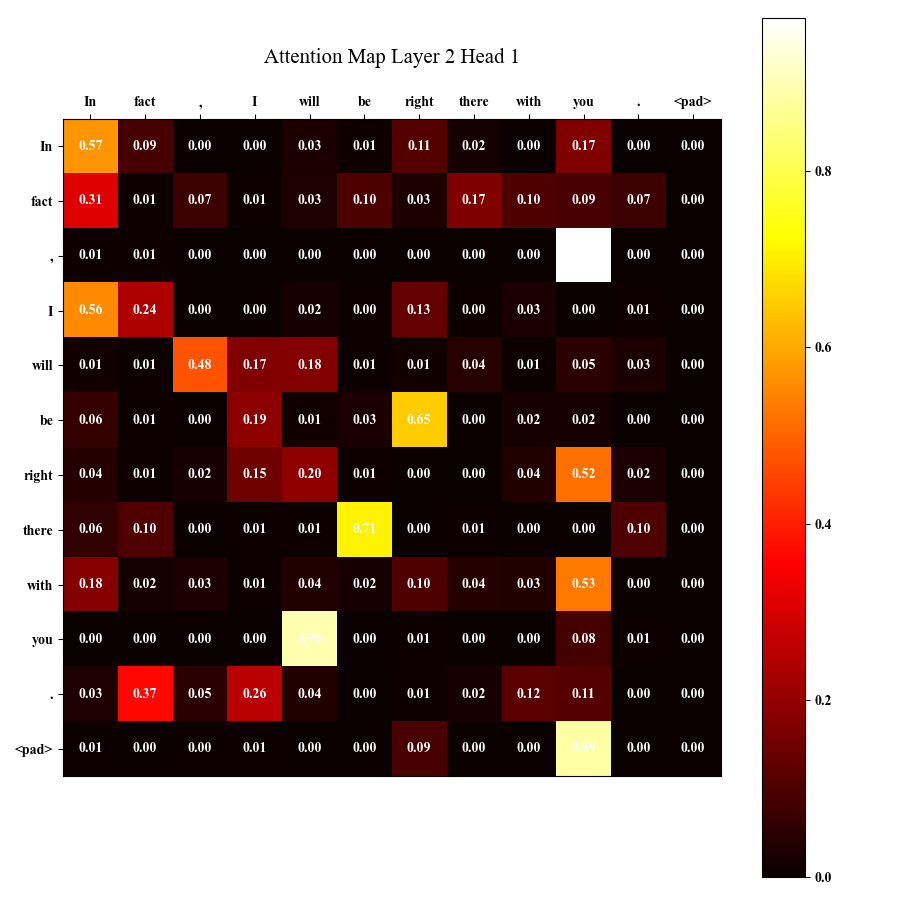 Attention Map Layer 2 Head 1
In fact , I will be right there with you . <pad>
In 0.57 0.09 0.00 0.00 0.03 0.01 0.11 0.02 0.00 0.17 0.00 0.00
fact 0.31 0.01 0.07 0.01 0.03 0.10 0.03 0.17 0.10 0.09 0.07 0.00
, 0.01 0.01 0.00 0.00 0.00 0.00 0.00 0.00 0.00 0.00 0.00
I 0.56 0.24 0.00 0.00 0.02 0.00 0.13 0.00 0.03 0.00 0.01 0.00
will 0.01 0.01 0.48 0.17 0.18 0.01 0.01 0.04 0.01 0.05 0.03 0.00
be 0.06 0.01 0.00 0.19 0.01 0.03 0.65 0.00 0.02 0.02 0.00 0.00
right 0.04 0.01 0.02 0.15 0.20 0.01 0.00 0.00 0.04 0.52 0.02 0.00
there 0.06 0.10 0.00 0.01 0.01 0.71 0.00 0.01 0.00 0.00 0.10 0.00
with 0.18 0.02 0.03 0.01 0.04 0.02 0.10 0.04 0.03 0.53 0.00 0.00
you 0.00 0.00 0.00 0.00 0.90 0.00 0.01 0.00 0.00 0.08 0.01 0.00
. 0.03 0.37 0.05 0.26 0.04 0.00 0.01 0.02 0.12 0.11 0.00 0.00
<pad> 0.01 0.00 0.00 0.01 0.00 0.00 0.09 0.00 0.00 0.89 0.00 0.00
0.8
0.6
0.4
0.2
0.0